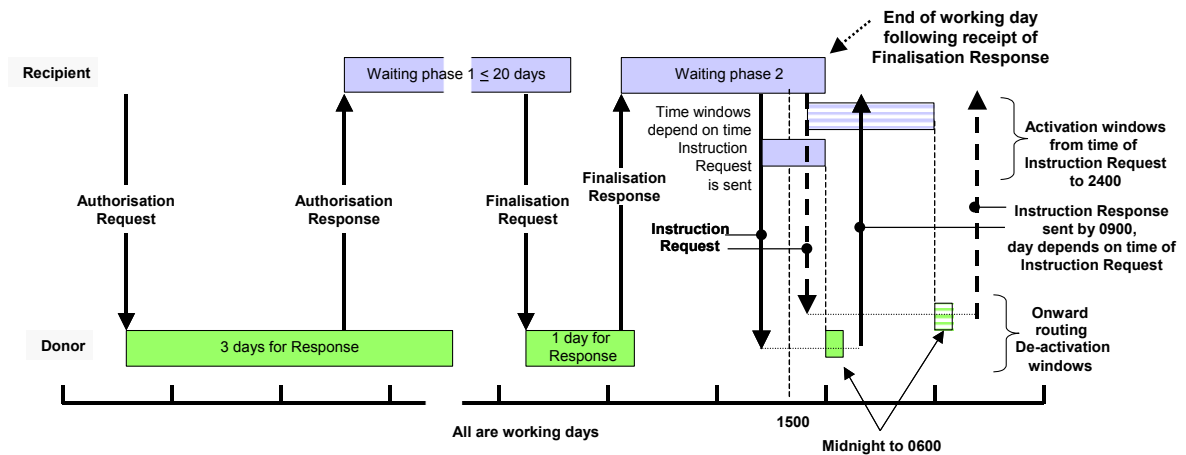 End of working day
following receipt of
Finalisation Response
Recipient
Waiting phase 1 ≤ 20 days
Waiting phase 2
Time windows
depend on time
Instruction
Request
is sent
Activation windows
from time of
Instruction Request
to 2400
Authorisation
Request
Authorisation
Response
Finalisation
Request
Finalisation
Response
Instruction
Request
Instruction Response
sent by 0900,
day depends on time of
Instruction Request
Donor
3 days for Response
1 day for
Response
Onward
routing
De-activation
windows
All are working days
1500
Midnight to 0600